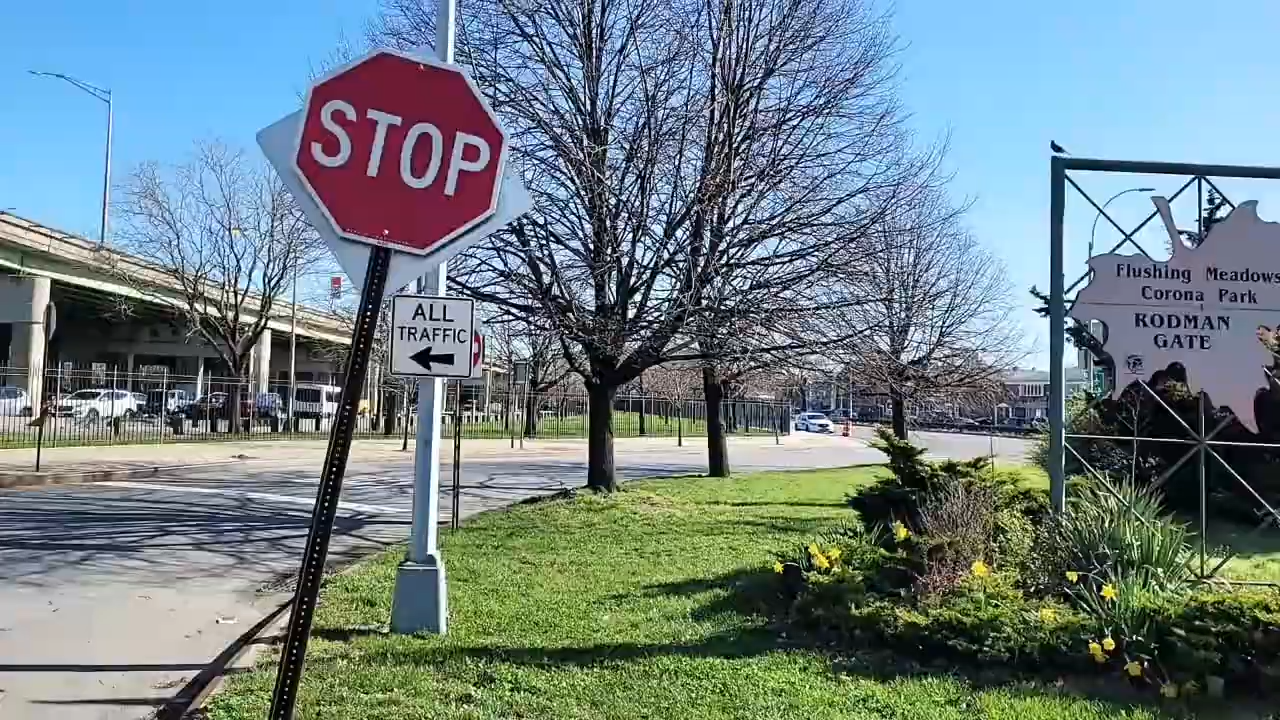 STOP
ALL
TRAFFIC
Flushing Meadows
Corona Park
RODMAN
GATE